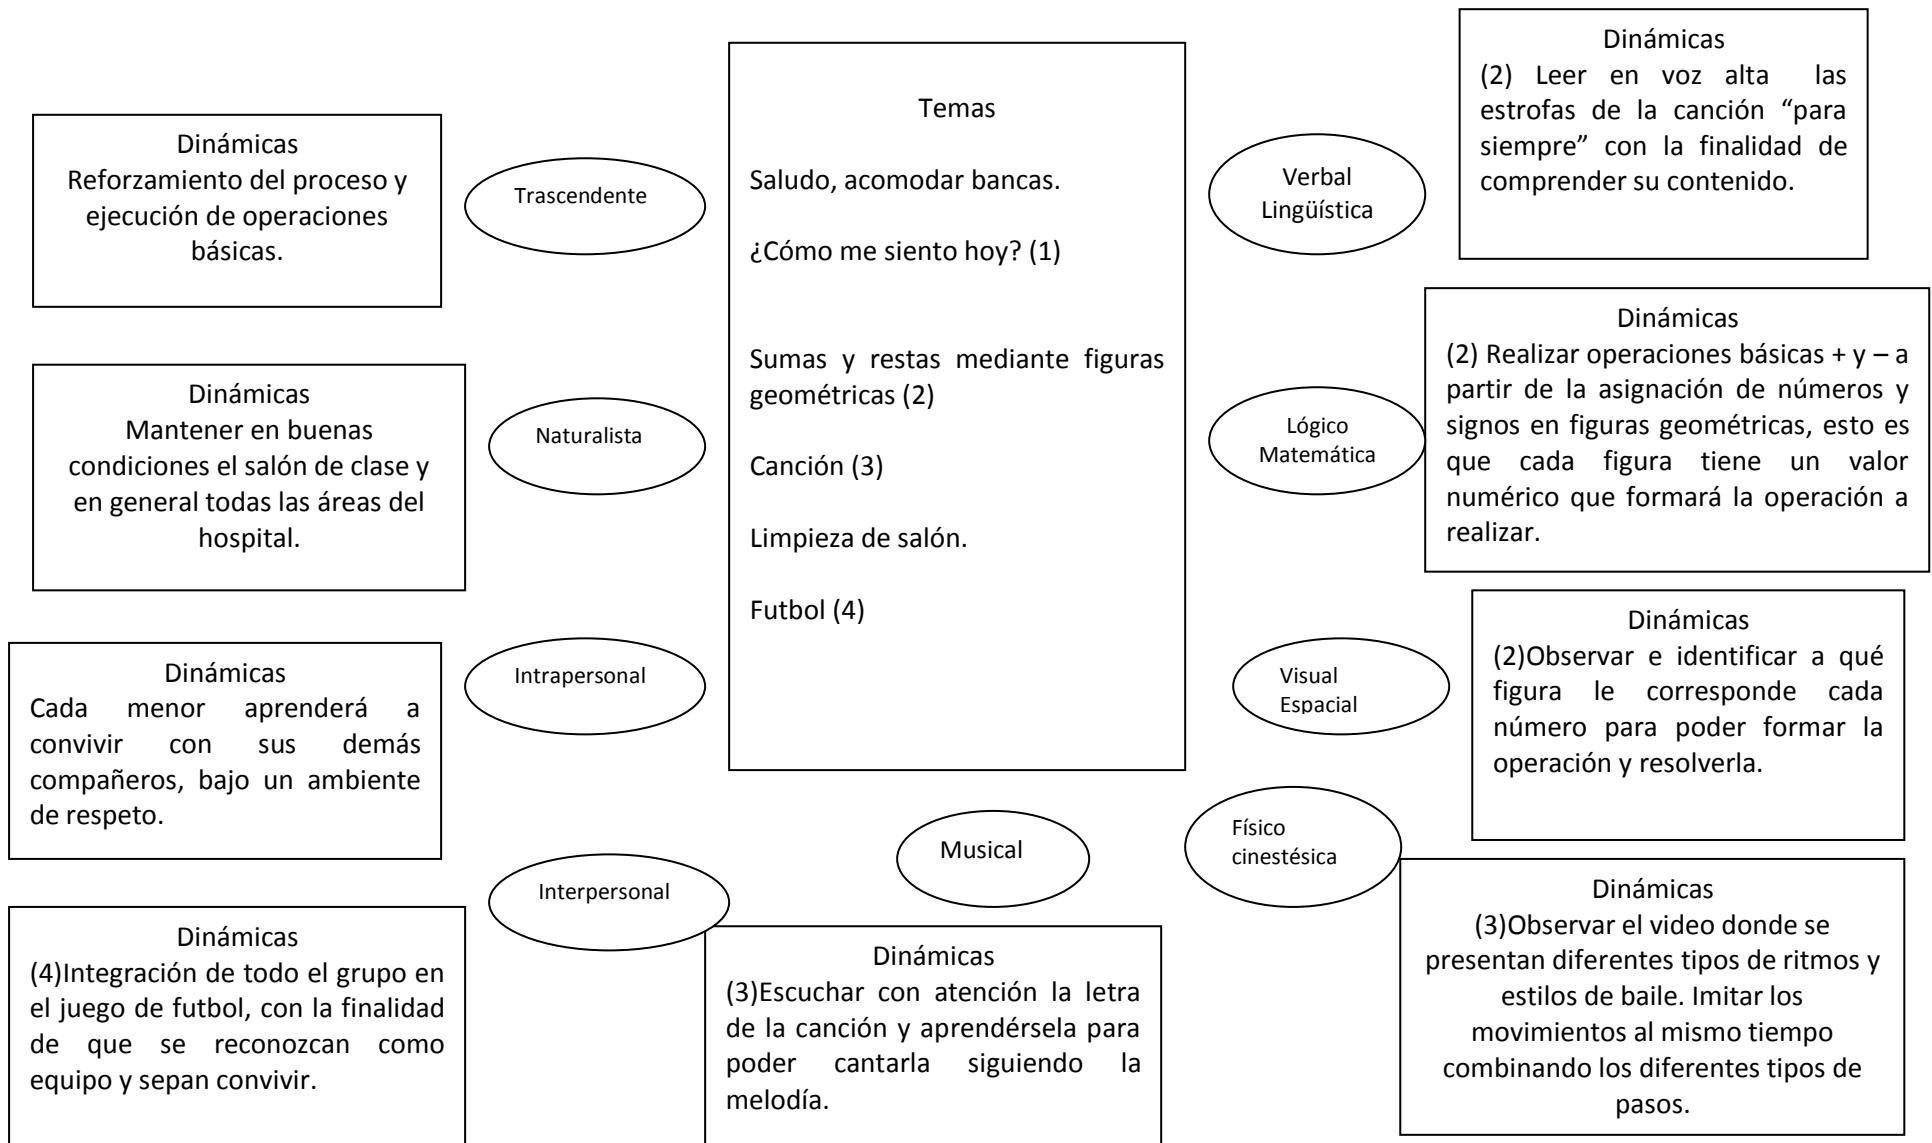 Dinámicas
Reforzamiento del proceso y
ejecución de operaciones
básicas.
Trascendente
Dinámicas
Mantener en buenas
condiciones el salón de clase y
en general todas las áreas del
hospital.
Naturalista
Dinámicas
Cada menor aprenderá a
convivir con sus demás
compañeros, bajo un ambiente
de respeto.
Intrapersonal
Dinámicas
(4)Integración de todo el grupo en
el juego de futbol, con la finalidad
de que se reconozcan como
equipo y sepan convivir.
Interpersonal
Temas
Saludo, acomodar bancas.
¿Cómo me siento hoy? (1)
Sumas y restas mediante figuras
geométricas (2)
Canción (3)
Limpieza de salón.
Futbol (4)
Musical
Dinámicas
(3)Escuchar con atención la letra
de la canción y aprendérsela para
poder cantarla siguiendo la
melodía.
Verbal
Lingüística
Dinámicas
(2) Leer en voz alta las
estrofas de la canción “para
siempre” con la finalidad de
comprender su contenido.
Lógico
Matemática
Dinámicas
(2) Realizar operaciones básicas + y – a
partir de la asignación de números y
signos en figuras geométricas, esto es
que cada figura tiene un valor
numérico que formará la operación a
realizar.
Visual
Espacial
Dinámicas
(2)Observar e identificar a qué
figura le corresponde cada
número para poder formar la
operación y resolverla.
Físico
cinestésica
Dinámicas
(3)Observar el video donde se
presentan diferentes tipos de ritmos y
estilos de baile. Imitar los
movimientos al mismo tiempo
combinando los diferentes tipos de
pasos.